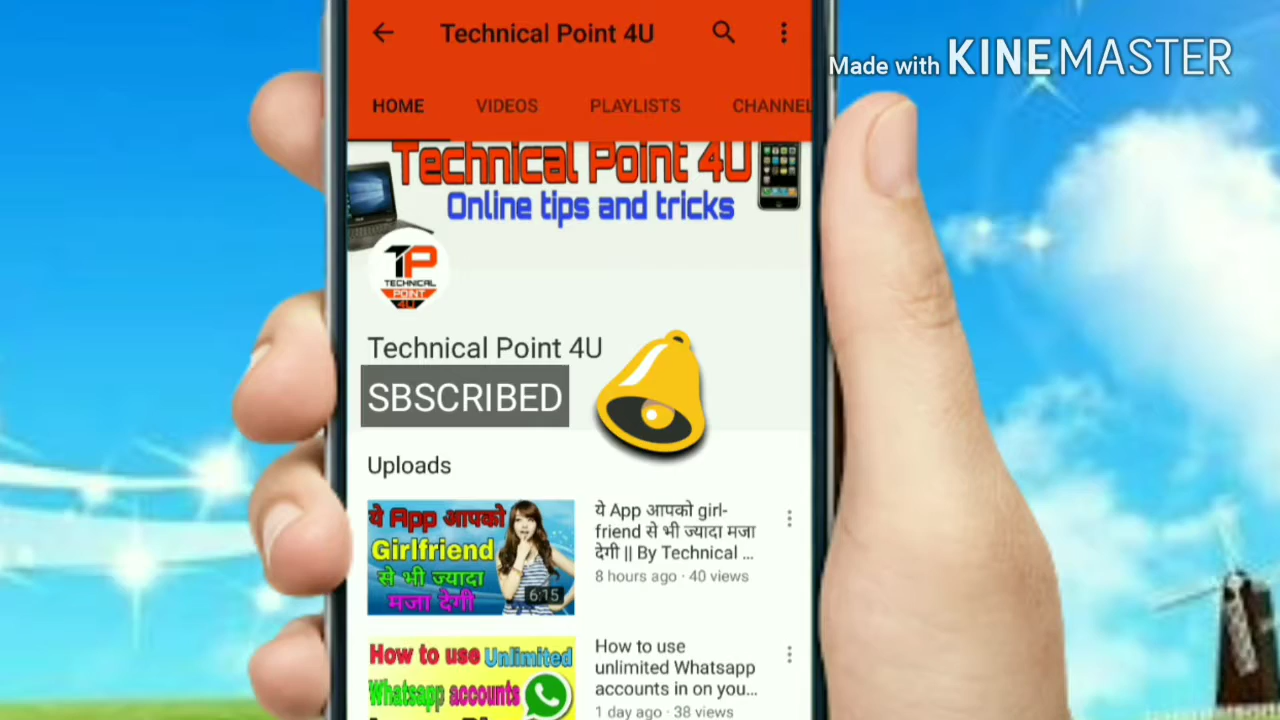 Technical Point 4U
Made with KINEMASTER
HOME VIDEOS PLAYLISTS CHANNEL
Technical Point 4U
Online tips and tricks
TP
TECHNICAL
POINT
4U
Technical Point 4U
SBSCRIBED
Uploads
ये App आपको
Girlfriend
से भी ज्यादा
मजा देगी
6:15
ये App आपको girl-
friend से भी ज्यादा मजा
देगी || By Technical ...
8 hours ago · 40 views
How to use Unlimited
Whatsapp accounts
How to use
unlimited Whatsapp
accounts in on you...
1 day ago · 38 views